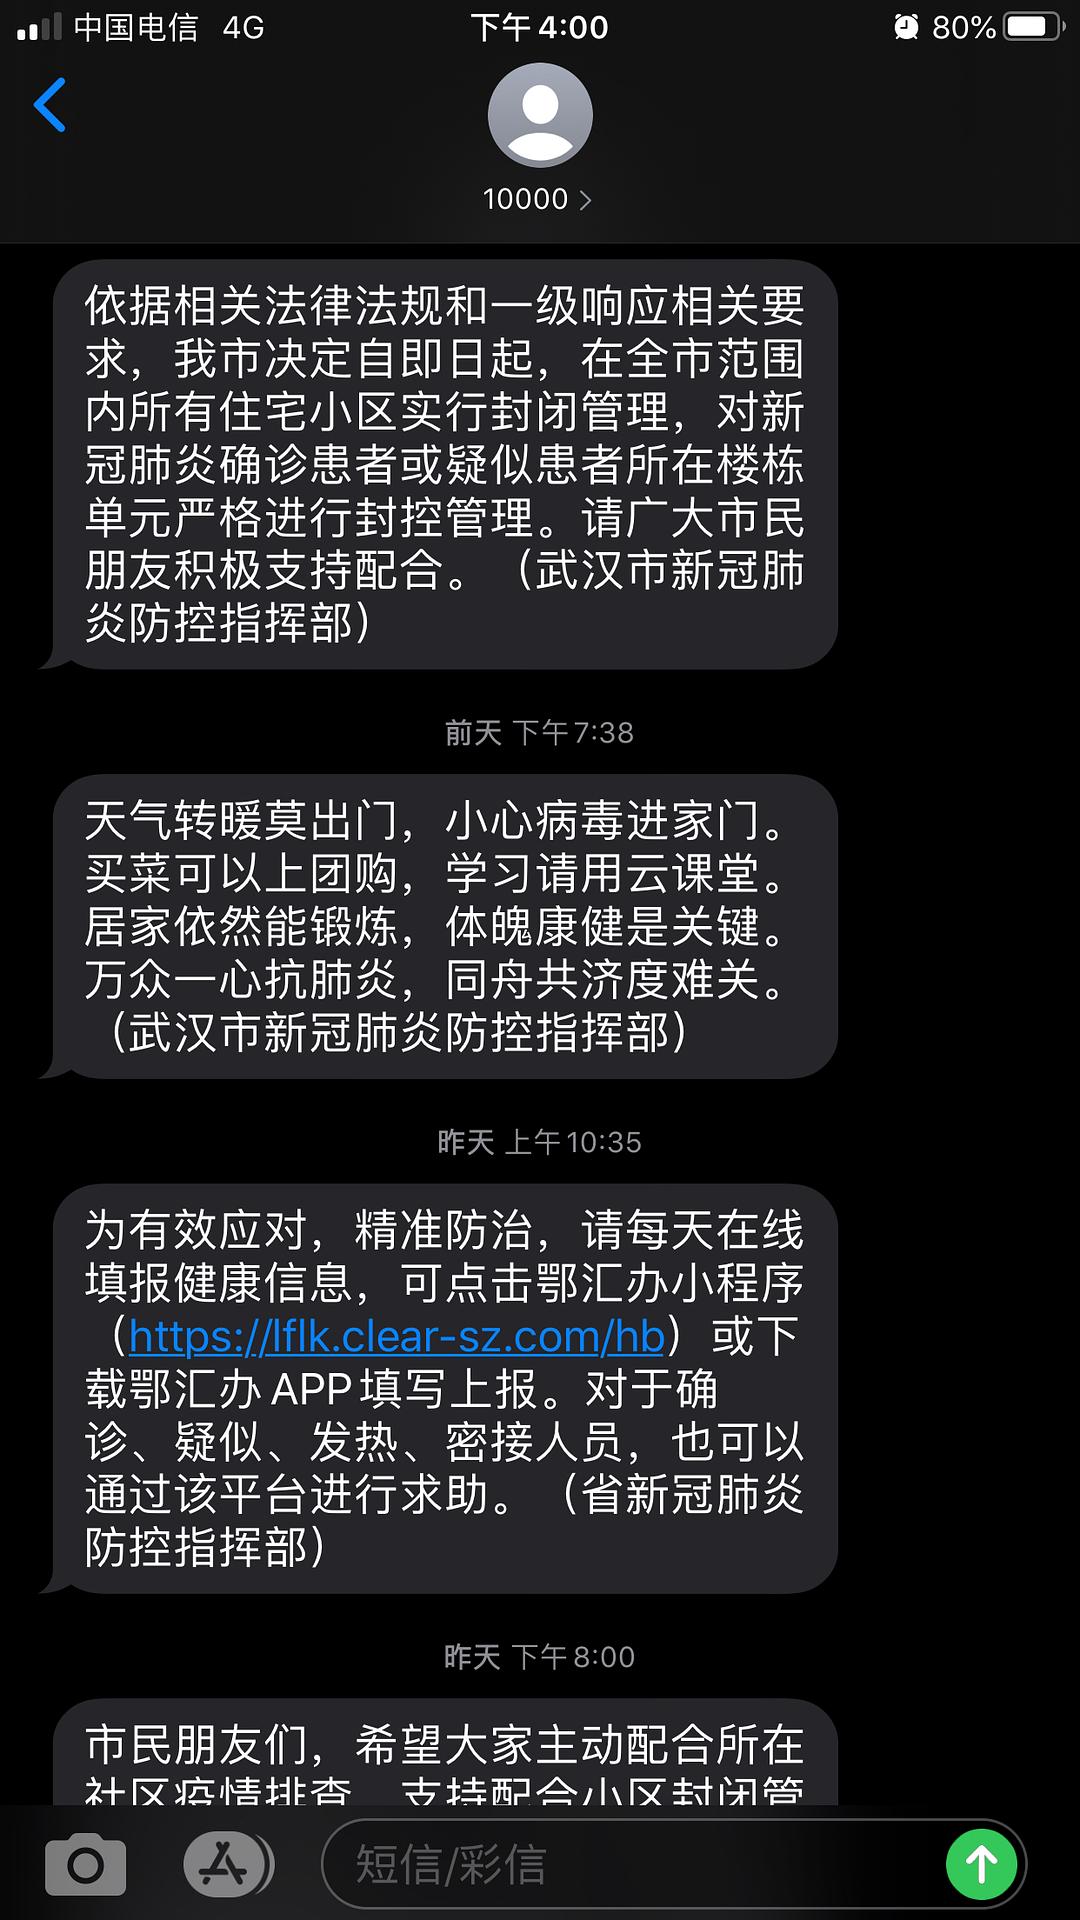 中国电信 4G 下午4:00 80%
10000
依据相关法律法规和一级响应相关要
求，我市决定自即日起，在全市范围
内所有住宅小区实行封闭管理，对新
冠肺炎确诊患者或疑似患者所在楼栋
单元严格进行封控管理。请广大市民
朋友积极支持配合。（武汉市新冠肺
炎防控指挥部）
前天 下午7:38
天气转暖莫出门，小心病毒进家门。
买菜可以上团购，学习请用云课堂。
居家依然能锻炼，体魄康健是关键。
万众一心抗肺炎，同舟共济度难关。
（武汉市新冠肺炎防控指挥部）
昨天 上午10:35
为有效应对，精准防治，请每天在线
填报健康信息，可点击鄂汇办小程序
（https://lflk.clear-sz.com/hb）或下
载鄂汇办APP填写上报。对于确
诊、疑似、发热、密接人员，也可以
通过该平台进行求助。（省新冠肺炎
防控指挥部）
昨天 下午8:00
市民朋友们，希望大家主动配合所在
社区疫情排查，支持配合小区封闭管
短信/彩信